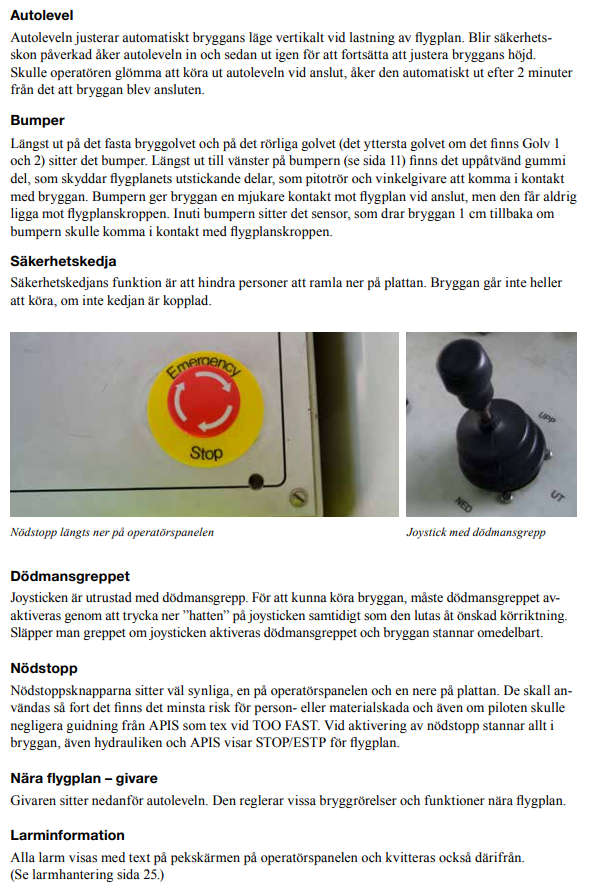 Autolevel
Autoleveln justerar automatiskt bryggans läge vertikalt vid lastning av flygplan. Blir säkerhets-
skon påverkad åker autoleveln in och sedan ut igen för att fortsätta att justera bryggans höjd.
Skulle operatören glömma att köra ut autoleveln vid anslut, åker den automatiskt ut efter 2 minuter
från det att bryggan blev ansluten.
Bumper
Längst ut på det fasta bryggolvet och på det rörliga golvet (det yttersta golvet om det finns Golv 1
och 2) sitter det bumper. Längst ut till vänster på bumpern (se sida 11) finns det uppåtvänd gummi
del, som skyddar flygplanets utstickande delar, som pitotrör och vinkelgivare att komma i kontakt
med bryggan. Bumpern ger bryggan en mjukare kontakt mot flygplan vid anslut, men den får aldrig
ligga mot flygplanskroppen. Inuti bumpern sitter det sensor, som drar bryggan 1 cm tillbaka om
bumpern skulle komma i kontakt med flygplanskroppen.
Säkerhetskedja
Säkerhetskedjans funktion är att hindra personer att ramla ner på plattan. Bryggan går inte heller
att köra, om inte kedjan är kopplad.
Emergency
Stop
UPP
UT
NED
Nödstopp längts ner på operatörspanelen
Joystick med dödmansgrepp
Dödmansgreppet
Joysticken är utrustad med dödmansgrepp. För att kunna köra bryggan, måste dödmansgreppet av-
aktiveras genom att trycka ner ”hatten” på joysticken samtidigt som den lutas åt önskad körriktning.
Släpper man greppet om joysticken aktiveras dödmansgreppet och bryggan stannar omedelbart.
Nödstopp
Nödstoppsknapparna sitter väl synliga, en på operatörspanelen och en nere på plattan. De skall an-
vändas så fort det finns det minsta risk för person- eller materialskada och även om piloten skulle
negligera guidning från APIS som tex vid TOO FAST. Vid aktivering av nödstopp stannar allt i
bryggan, även hydrauliken och APIS visar STOP/ESTP för flygplan.
Nära flygplan – givare
Givaren sitter nedanför autoleveln. Den reglerar vissa bryggrörelser och funktioner nära flygplan.
Larminformation
Alla larm visas med text på pekskärmen på operatörspanelen och kvitteras också därifrån.
(Se larmhantering sida 25.)